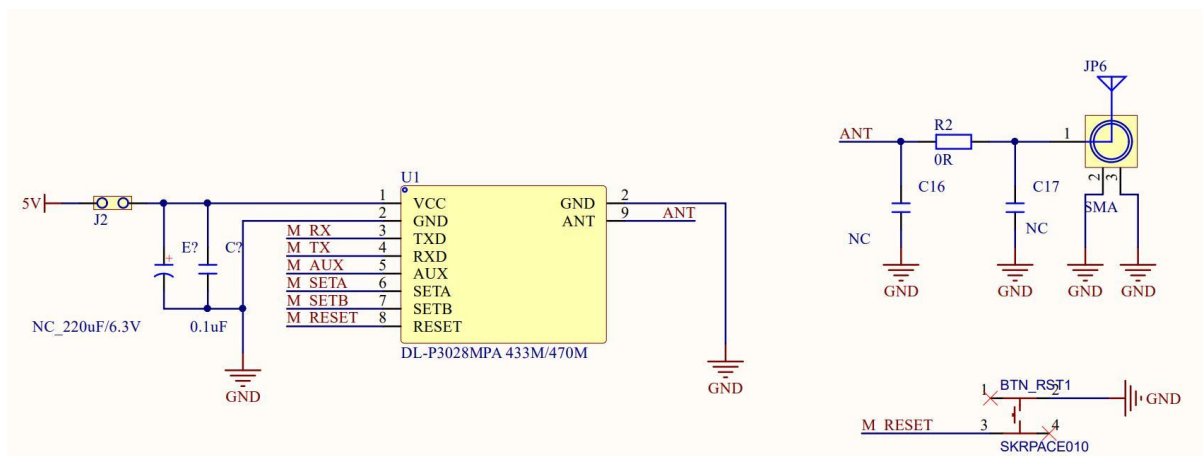 JP6
ANT
R2
0R
1
C16
C17
2
3
SMA
NC
NC
GND
GND
GND
GND
U1
5V
J2
1
VCC
GND
2
2
GND
ANT
9
ANT
M_RX
3
TXD
M_TX
4
RXD
M_AUX
5
AUX
M_SETA
6
SETA
M_SETB
7
SETB
M_RESET
8
RESET
E?
+
C?
NC_220uF/6.3V
0.1uF
DL-P3028MPA 433M/470M
GND
GND
1
BTN_RST1
2
GND
M_RESET
3
4
SKRPACE010